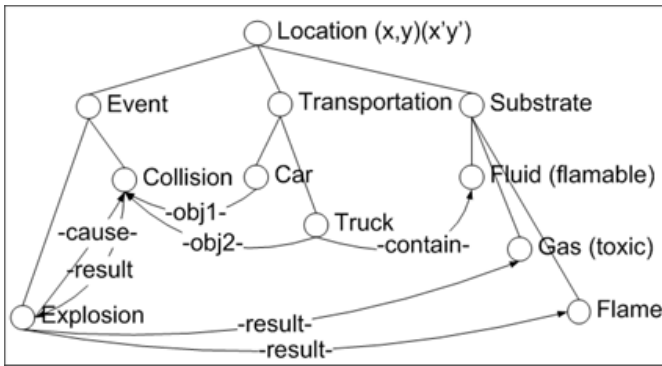 Location (x,y)(x'y')
Event
Transportation
Substrate
Collision
Car
Fluid (flamable)
-obj1-
Truck
-cause-
-obj2-
-contain-
Gas (toxic)
-result
Explosion
Flame
-result-
-result-